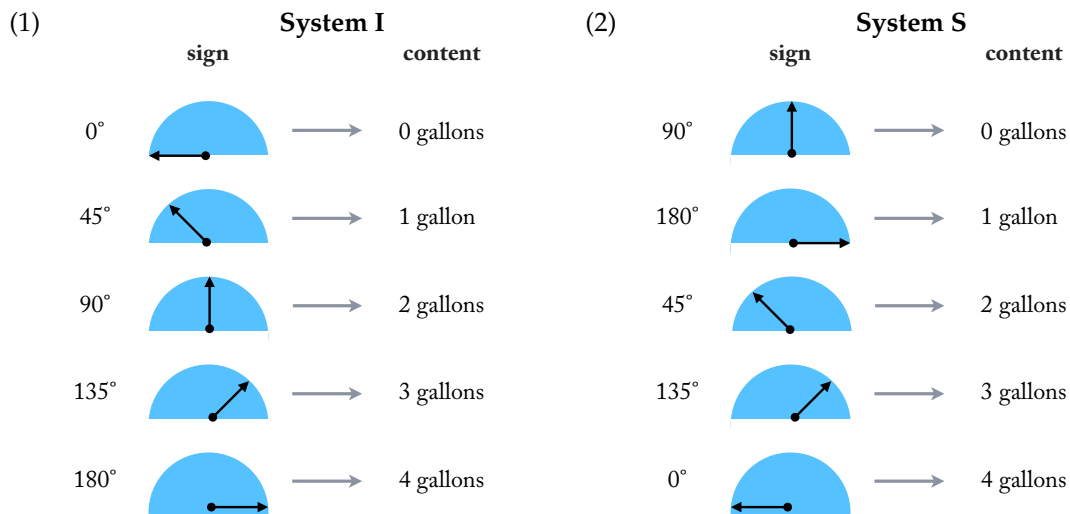 (1) System I
sign content
0° 0 gallons
45° 1 gallon
90° 2 gallons
135° 3 gallons
180° 4 gallons
(2) System S
sign content
90° 0 gallons
180° 1 gallon
45° 2 gallons
135° 3 gallons
0° 4 gallons